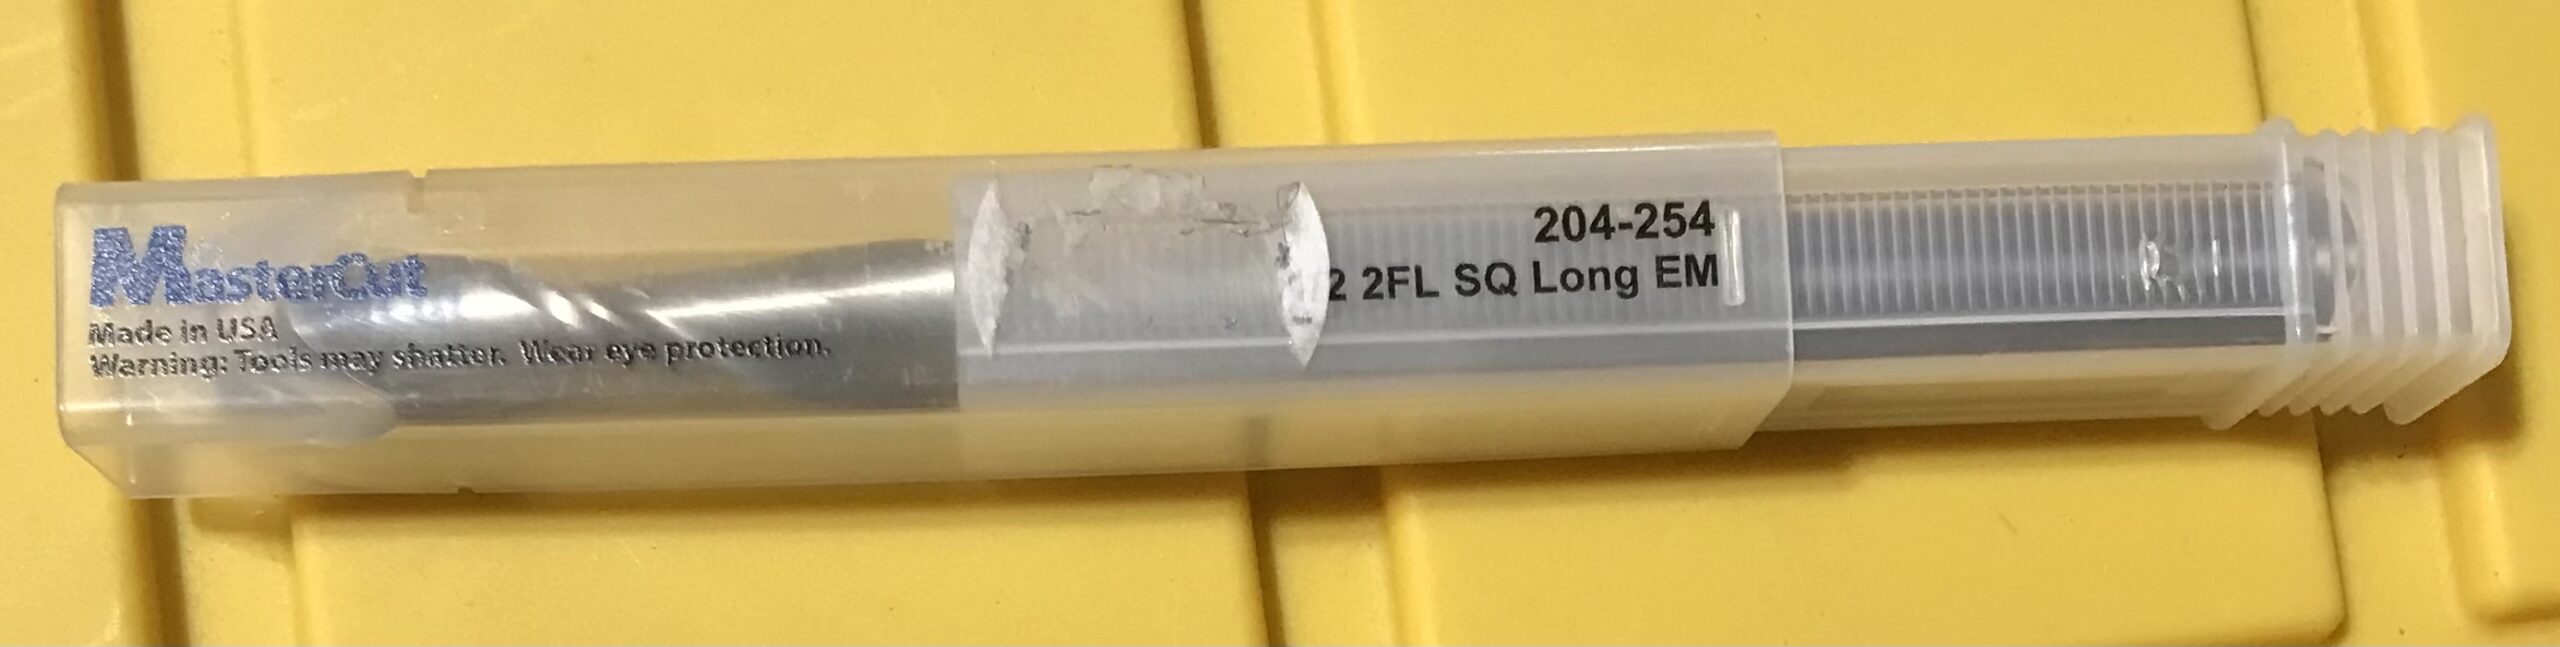 MasterCut
Made in USA
Warning: Tools may shatter. Wear eye protection.
204-254
2 2FL SQ Long EM